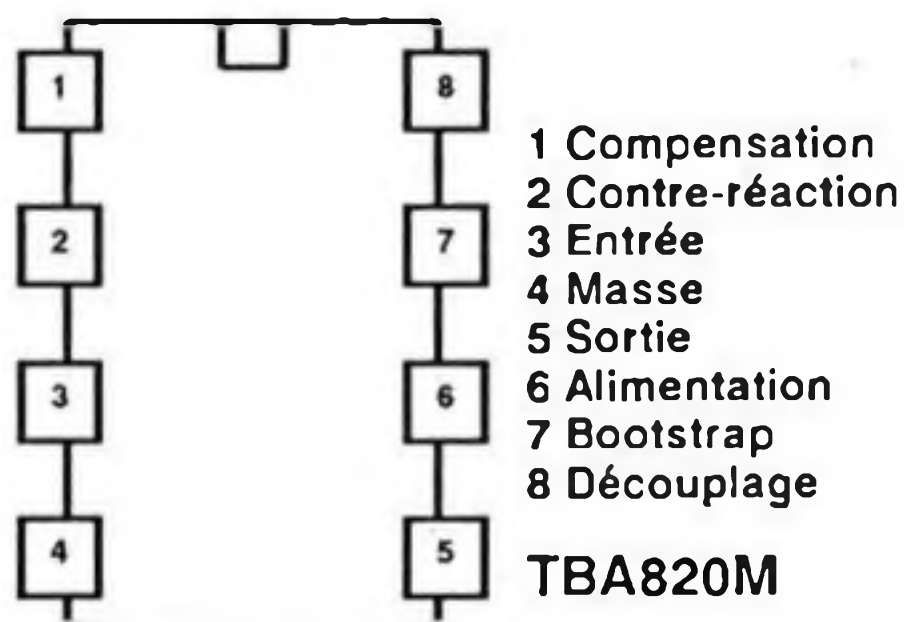 1 8
2 7
3 6
4 5
1 Compensation
2 Contre-réaction
3 Entrée
4 Masse
5 Sortie
6 Alimentation
7 Bootstrap
8 Découplage
TBA820M